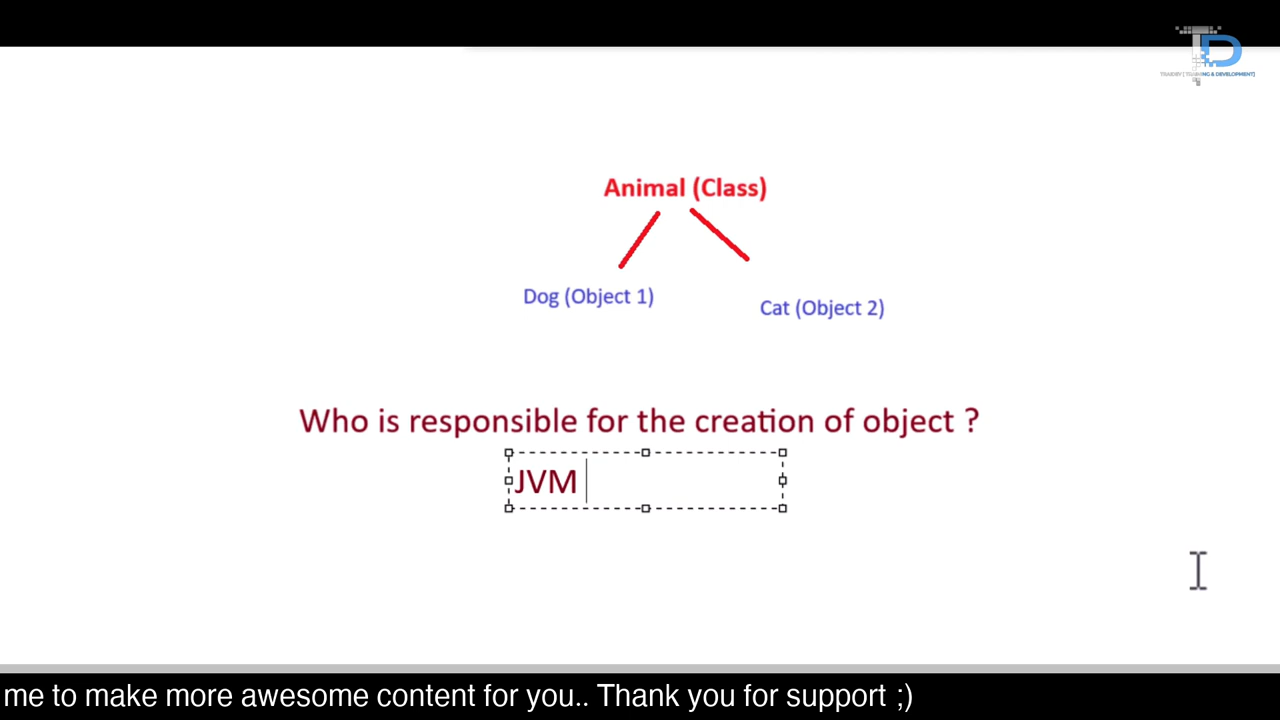 Animal (Class)
Dog (Object 1)
Cat (Object 2)
Who is responsible for the creation of object ?
JVM
me to make more awesome content for you.. Thank you for support ;)